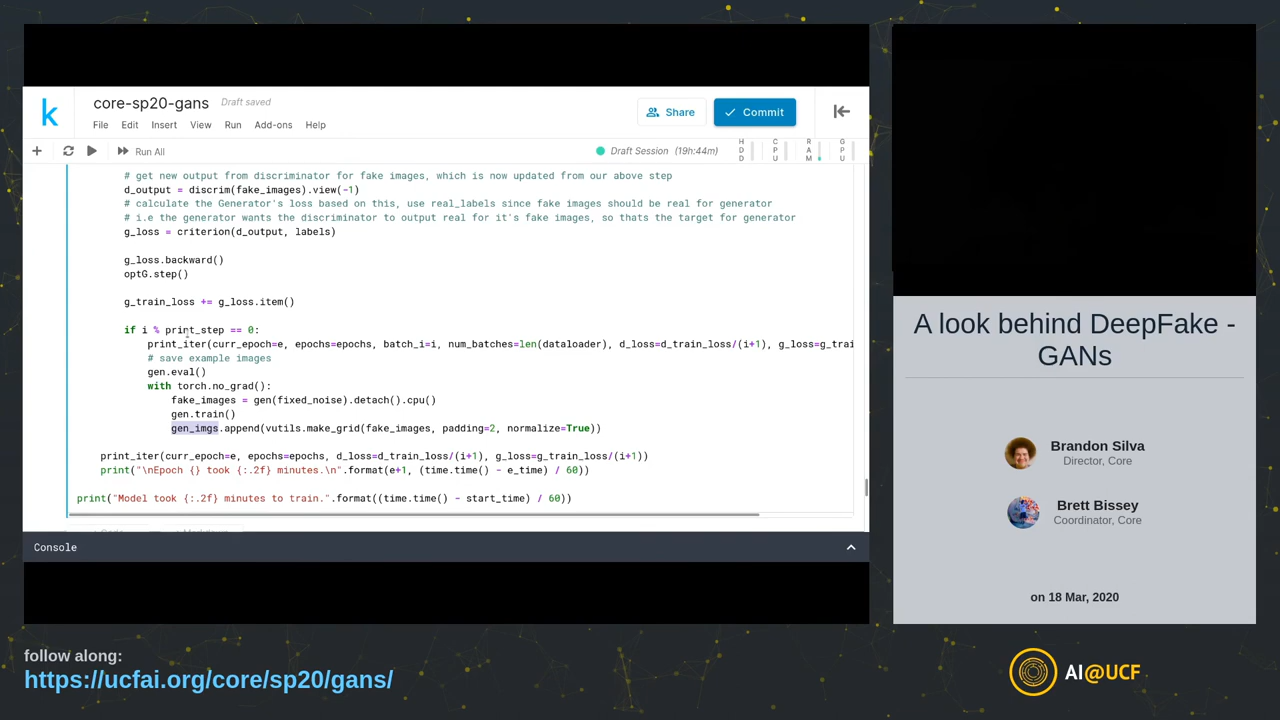 k
core-sp20-gans Draft saved
File Edit Insert View Run Add-ons Help
Share
Commit
Run All
Draft Session (19h:44m)
HDD CPU RAM GPU
# get new output from discriminator for fake images, which is now updated from our above step
d_output = discrim(fake_images).view(-1)
# calculate the Generator's loss based on this, use real_labels since fake images should be real for generator
# i.e the generator wants the discriminator to output real for it's fake images, so thats the target for generator
g_loss = criterion(d_output, labels)
g_loss.backward()
optG.step()
g_train_loss += g_loss.item()
if i % print_step == 0:
print_iter(curr_epoch=e, epochs=epochs, batch_i=i, num_batches=len(dataloader), d_loss=d_train_loss/(i+1), g_loss=g_trai
# save example images
gen.eval()
with torch.no_grad():
fake_images = gen(fixed_noise).detach().cpu()
gen.train()
gen_imgs.append(vutils.make_grid(fake_images, padding=2, normalize=True))
print_iter(curr_epoch=e, epochs=epochs, d_loss=d_train_loss/(i+1), g_loss=g_train_loss/(i+1))
print("\nEpoch {} took {:.2f} minutes.\n".format(e+1, (time.time() - e_time) / 60))
print("Model took {:.2f} minutes to train.".format((time.time() - start_time) / 60))
Console
A look behind DeepFake -
GANs
Brandon Silva
Director, Core
Brett Bissey
Coordinator, Core
on 18 Mar, 2020
follow along:
https://ucfai.org/core/sp20/gans/
AI@UCF